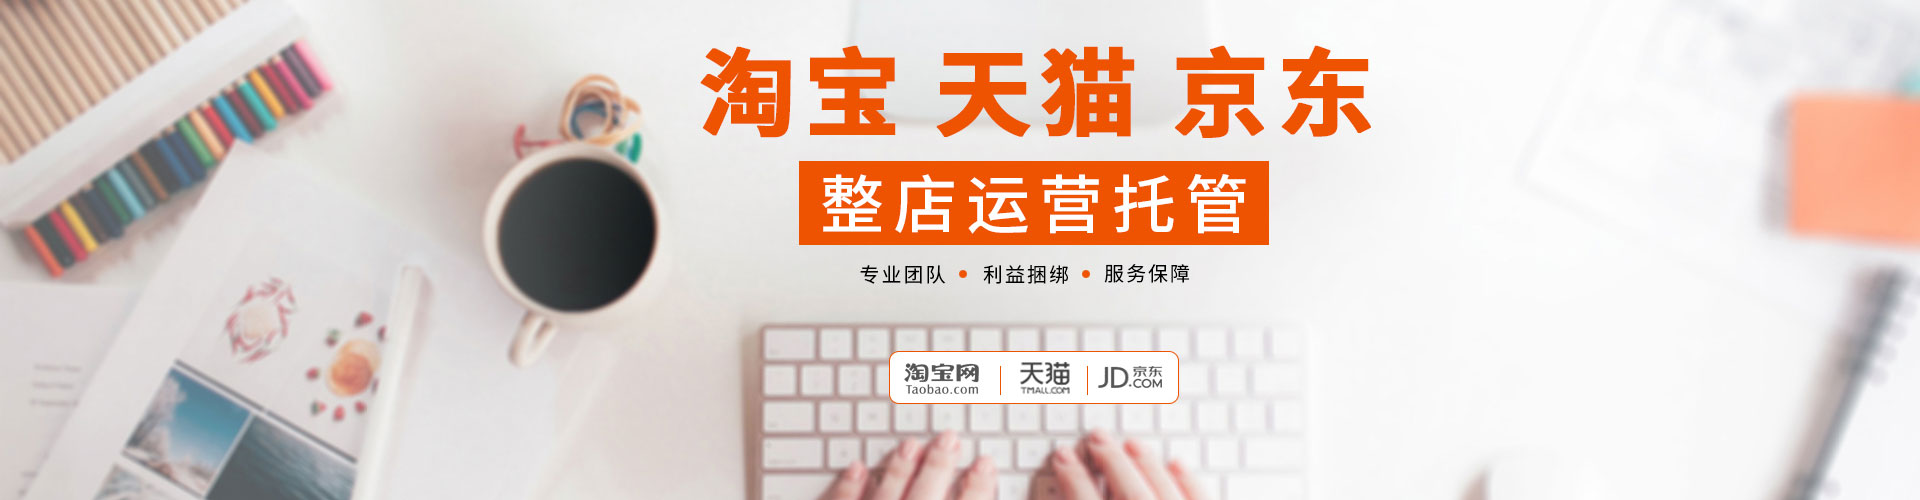 淘宝 天猫 京东
整店运营托管
专业团队 • 利益捆绑 • 服务保障
淘宝网 天猫 JD.京东
Taobao.com TMALL.COM .COM